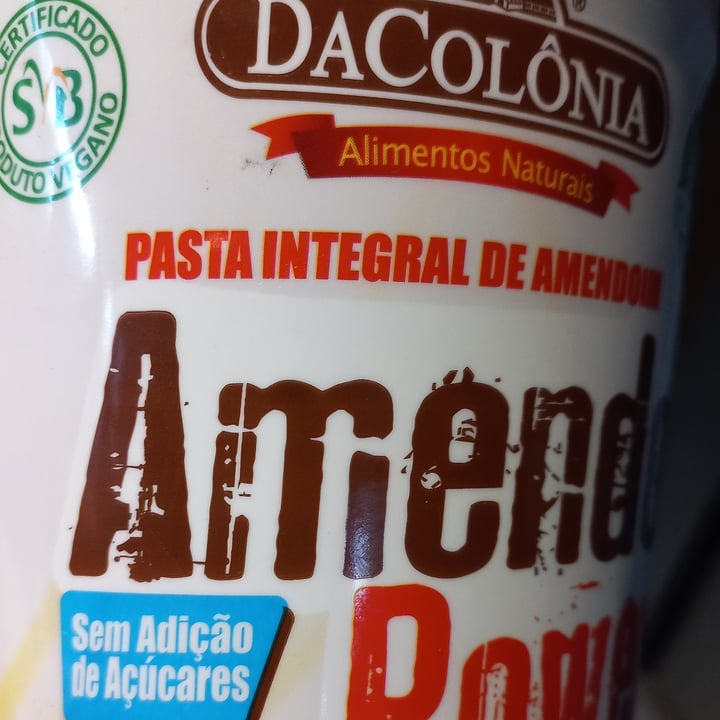 CERTIFICADO
SVB
PRODUTO VEGANO
DACOLÔNIA
®
Alimentos Naturais
PASTA INTEGRAL DE AMENDOIM
Amend
Sem Adição
de Açúcares